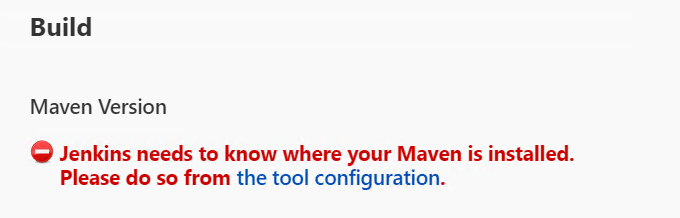 Build
Maven Version
Jenkins needs to know where your Maven is installed.
Please do so from the tool configuration.